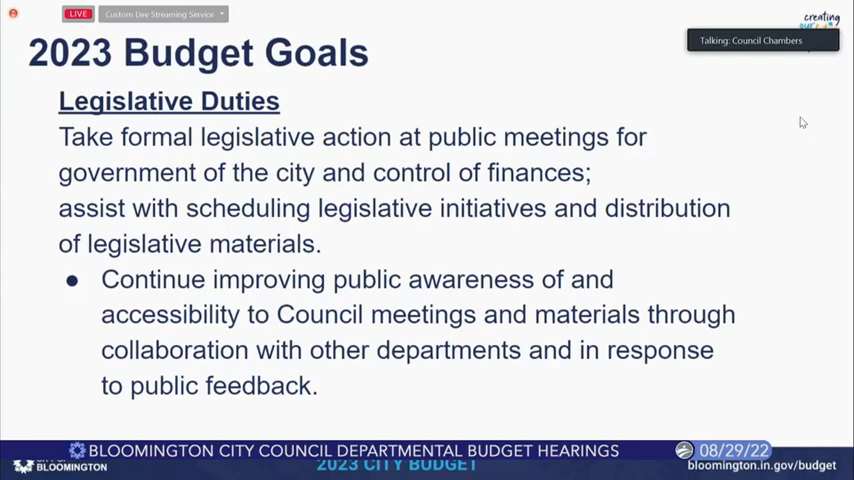 LIVE
Custom Live Streaming Service
creating
Talking: Council Chambers
2023 Budget Goals
Legislative Duties
Take formal legislative action at public meetings for
government of the city and control of finances;
assist with scheduling legislative initiatives and distribution
of legislative materials.
● Continue improving public awareness of and
accessibility to Council meetings and materials through
collaboration with other departments and in response
to public feedback.
BLOOMINGTON CITY COUNCIL DEPARTMENTAL BUDGET HEARINGS
08/29/22
BLOOMINGTON
2023 CITY BUDGET
bloomington.in.gov/budget